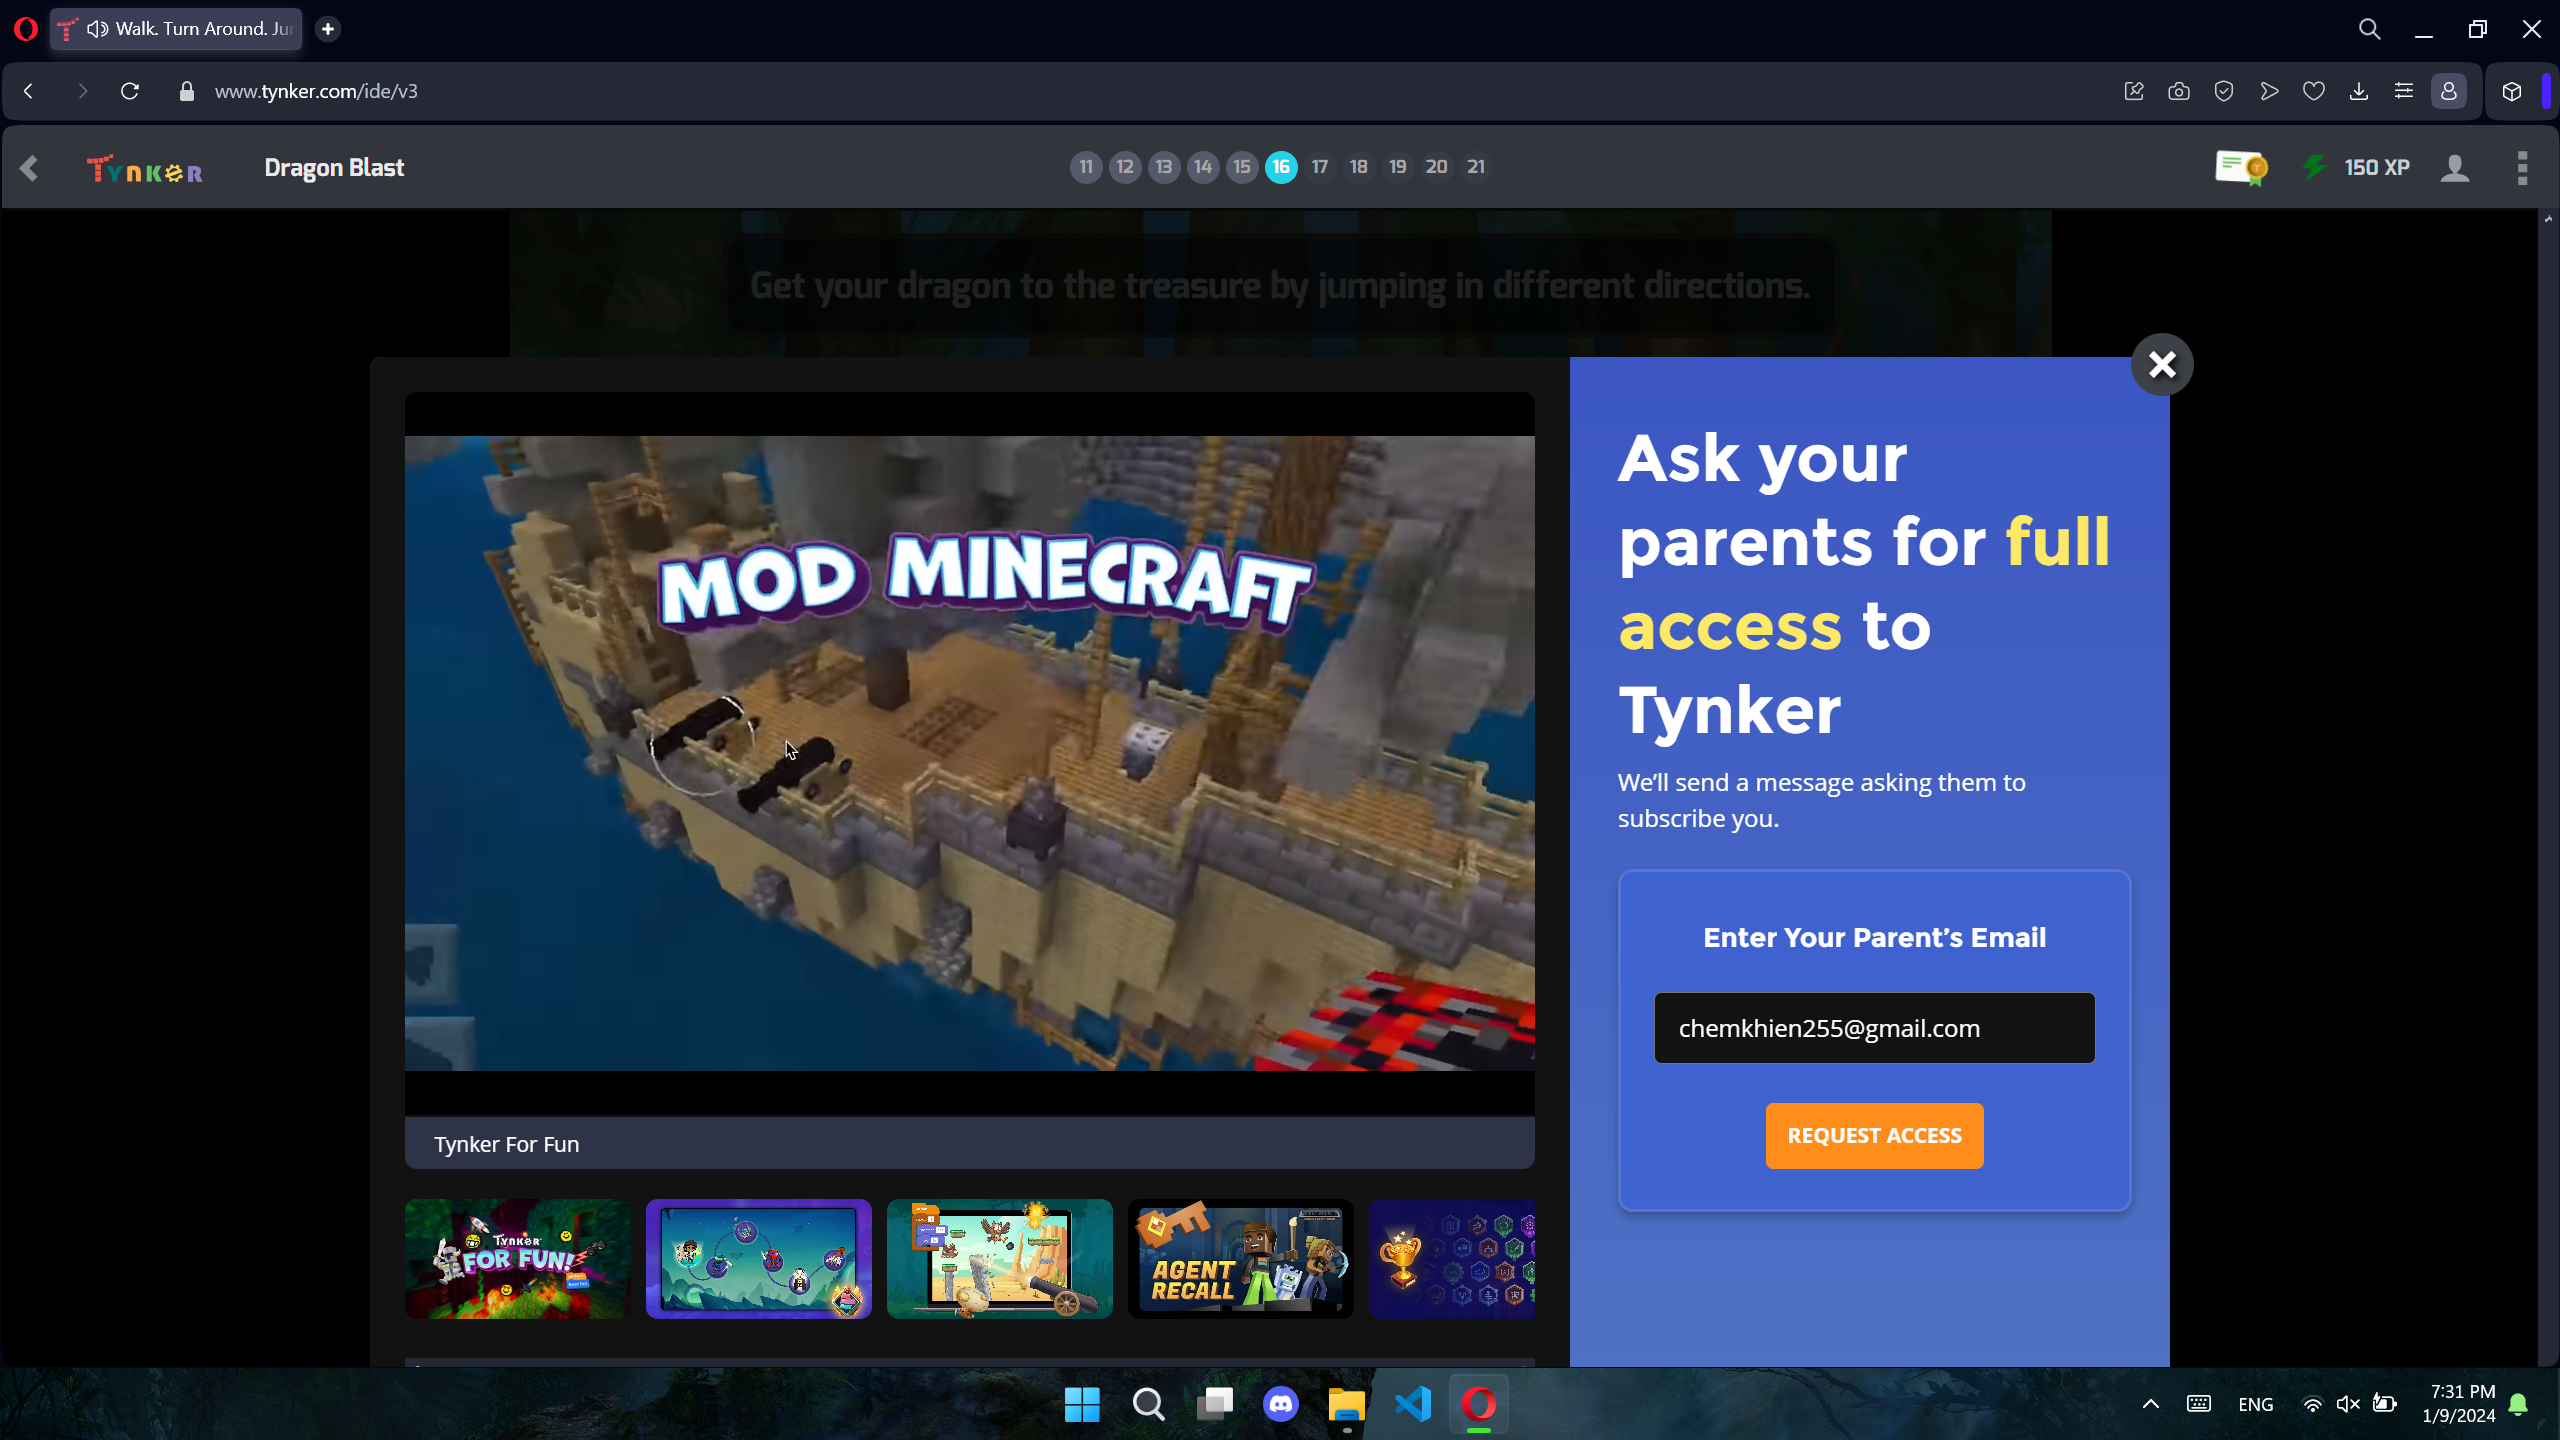 Walk. Turn Around. Ju
www.tynker.com/ide/v3
TYNKER
Dragon Blast
11 12 13 14 15 16 17 18 19 20 21
150 XP
Get your dragon to the treasure by jumping in different directions.
MOD MINECRAFT
Tynker For Fun
TYNKER
FOR FUN!
AGENT
RECALL
Ask your
parents for full
access to
Tynker
We'll send a message asking them to
subscribe you.
Enter Your Parent's Email
chemkhien255@gmail.com
REQUEST ACCESS
ENG
7:31 PM
1/9/2024